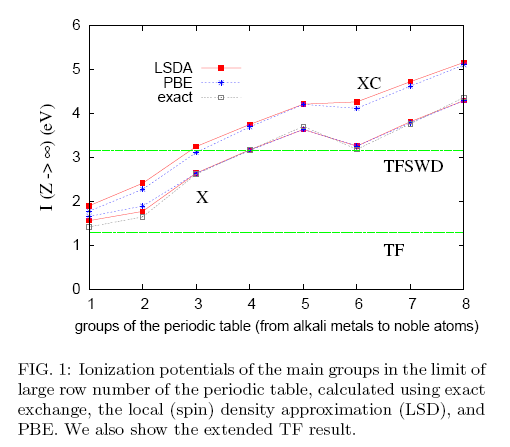 6
5
4
3
2
1
0
I (Z -> ∞) (eV)
LSDA
PBE
exact
XC
X
TFSWD
TF
1 2 3 4 5 6 7 8
groups of the periodic table (from alkali metals to noble atoms)
FIG. 1: Ionization potentials of the main groups in the limit of
large row number of the periodic table, calculated using exact
exchange, the local (spin) density approximation (LSD), and
PBE. We also show the extended TF result.